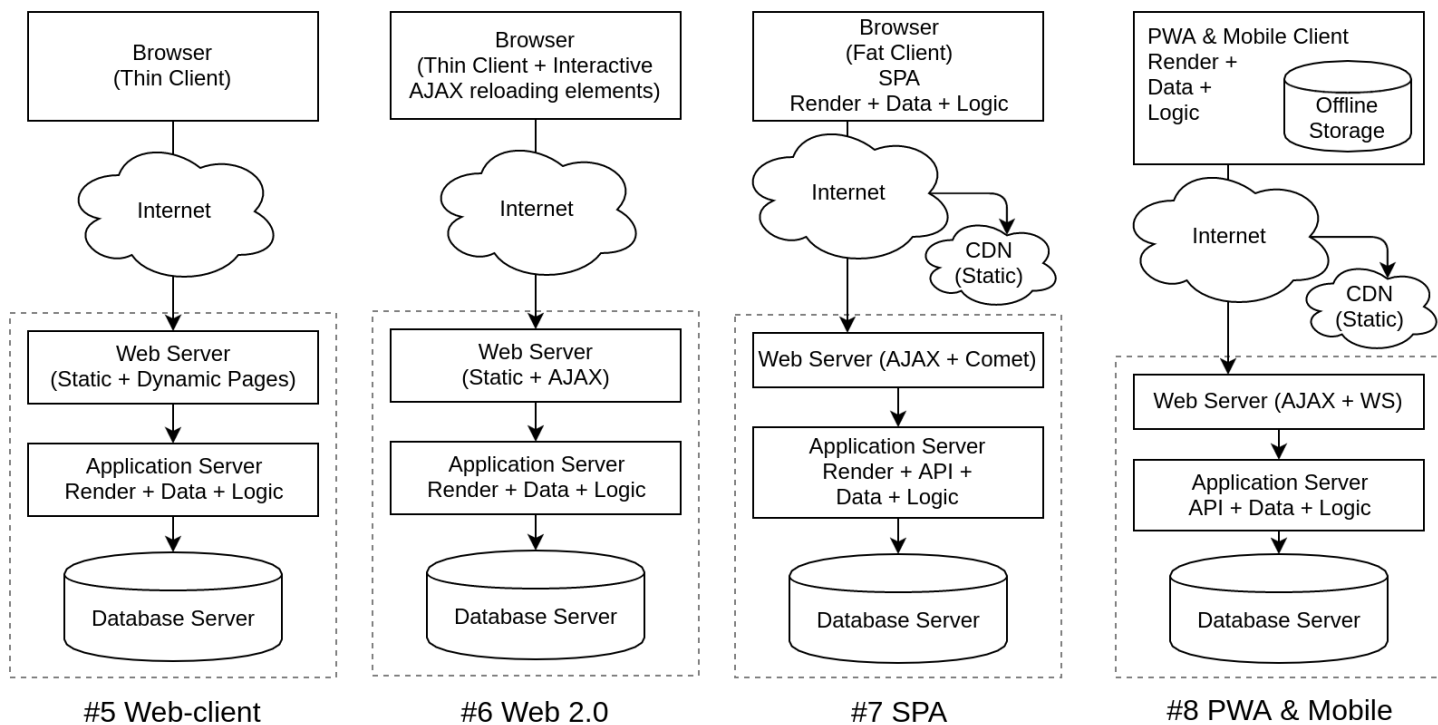 Browser
(Thin Client)
Internet
Web Server
(Static + Dynamic Pages)
Application Server
Render + Data + Logic
Database Server
#5 Web-client
Browser
(Thin Client + Interactive
AJAX reloading elements)
Internet
Web Server
(Static + AJAX)
Application Server
Render + Data + Logic
Database Server
#6 Web 2.0
Browser
(Fat Client)
SPA
Render + Data + Logic
Internet
CDN
(Static)
Web Server (AJAX + Comet)
Application Server
Render + API +
Data + Logic
Database Server
#7 SPA
PWA & Mobile Client
Render +
Data +
Logic
Offline
Storage
Internet
CDN
(Static)
Web Server (AJAX + WS)
Application Server
API + Data + Logic
Database Server
#8 PWA & Mobile